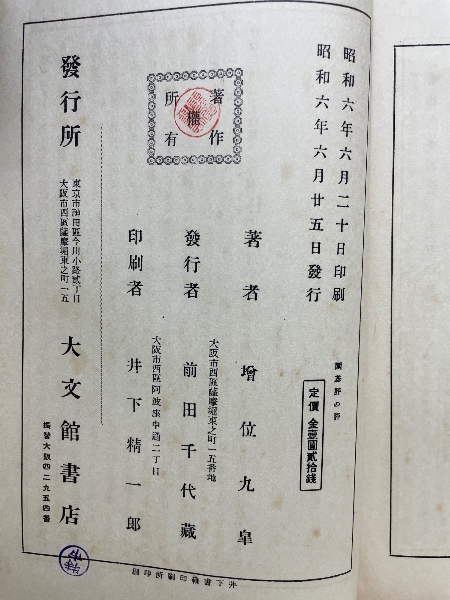 昭和六年六月二十日印刷
昭和六年六月廿五日發行
圍碁評の評
定價 金壹圓貳拾錢
著作
權
所有
著者 增位九皐
大阪市西區薩摩堀東之町一五番地
發行者 前田千代藏
大阪市西區阿波座中通二丁目
印刷者 井下精一郎
發行所
東京市神田區今川小路貳丁目
大阪市西區薩摩堀東之町一五
大文館書店
振替大阪四二九五四番
井下書籍印刷所印刷